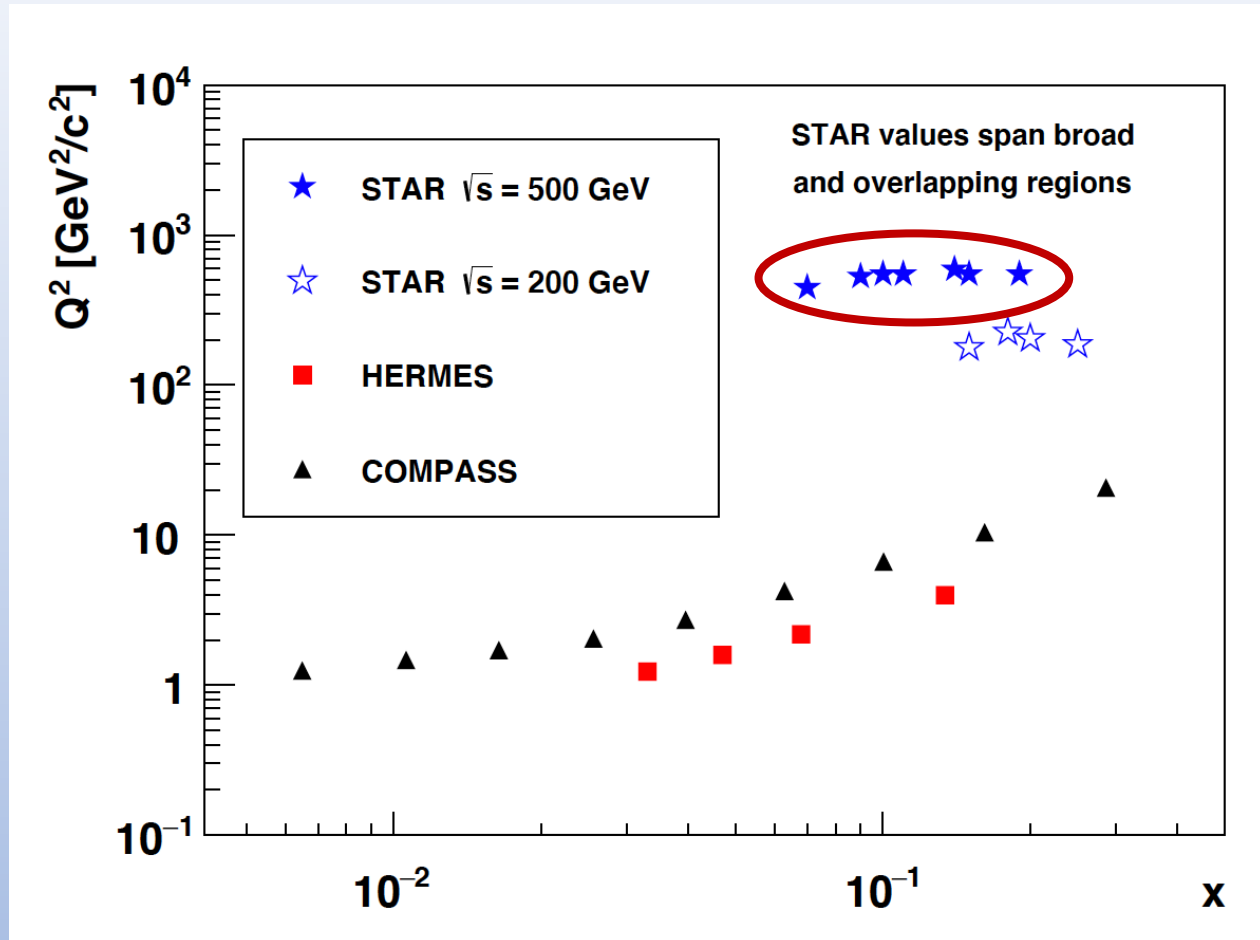 Q² [GeV²/c²]
10⁴
10³
10²
10
1
10⁻¹
STAR √s = 500 GeV
STAR √s = 200 GeV
HERMES
COMPASS
STAR values span broad
and overlapping regions
10⁻²
10⁻¹
x